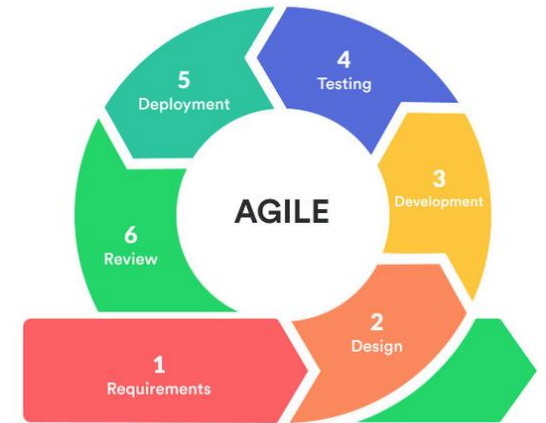 AGILE
1
Requirements
2
Design
3
Development
4
Testing
5
Deployment
6
Review